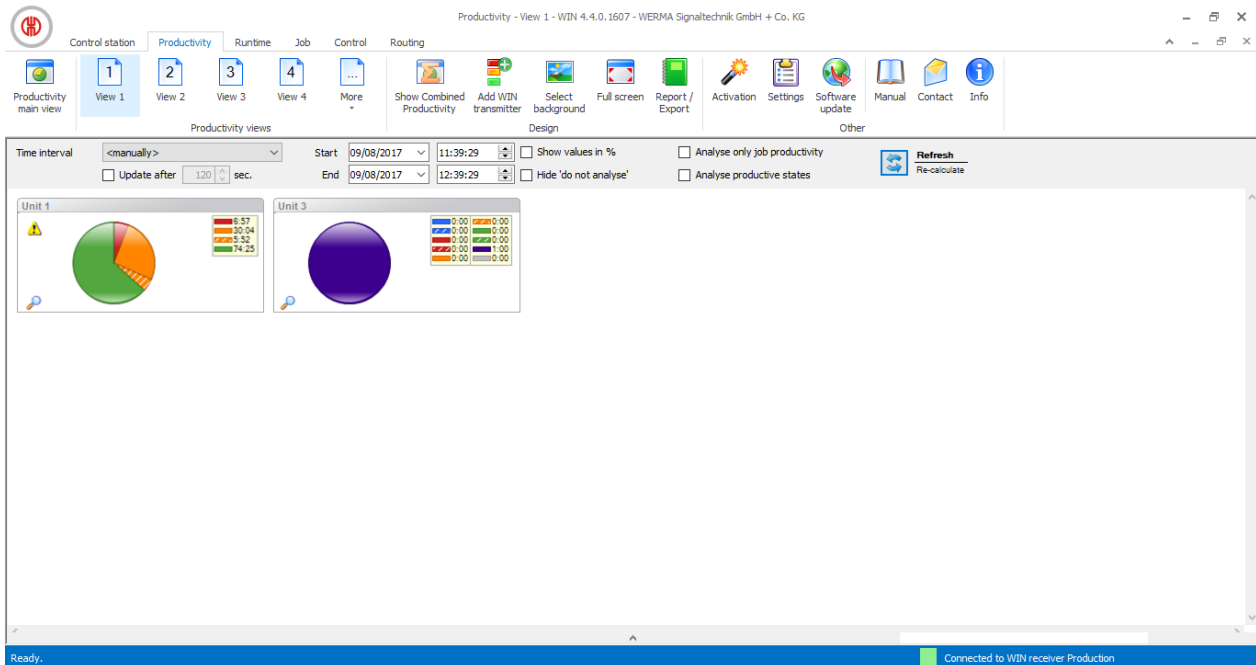 Productivity - View 1 - WIN 4.4.0.1607 - WERMA Signaltechnik GmbH + Co. KG
Control station Productivity Runtime Job Control Routing
1 2 3 4 ...
Productivity main view
View 1
View 2
View 3
View 4
More
Show Combined Productivity
Add WIN transmitter
Select background
Full screen
Report / Export
Activation
Settings
Software update
Manual
Contact
Info
Productivity views
Design
Other
Time interval <manually> Start 09/08/2017 11:39:29 Show values in % Analyse only job productivity Refresh
Update after 120 sec. End 09/08/2017 12:39:29 Hide 'do not analyse' Analyse productive states Re-calculate
Unit 1
6:57
30:04
5:52
74:25
Unit 3
0:00 0:00
0:00 0:00
0:00 0:00
0:00 1:00
0:00 0:00
Ready. Connected to WIN receiver Production